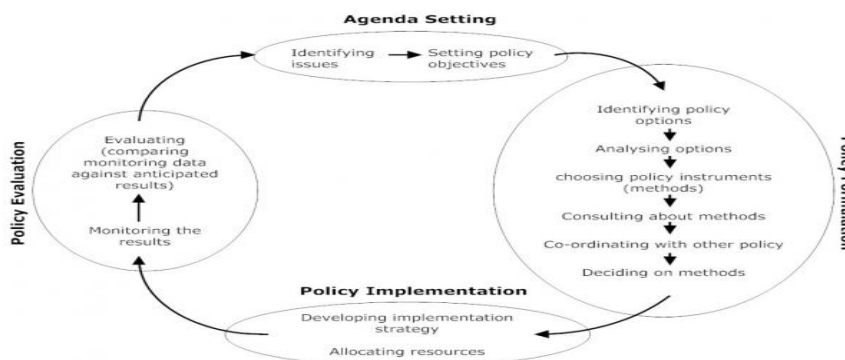 Agenda Setting
Identifying
issues
Setting policy
objectives
Identifying policy
options
Analysing options
choosing policy instruments
(methods)
Consulting about methods
Co-ordinating with other policy
Deciding on methods
Policy Implementation
Developing implementation
strategy
Allocating resources
Policy Evaluation
Evaluating
(comparing
monitoring data
against anticipated
results)
Monitoring the
results